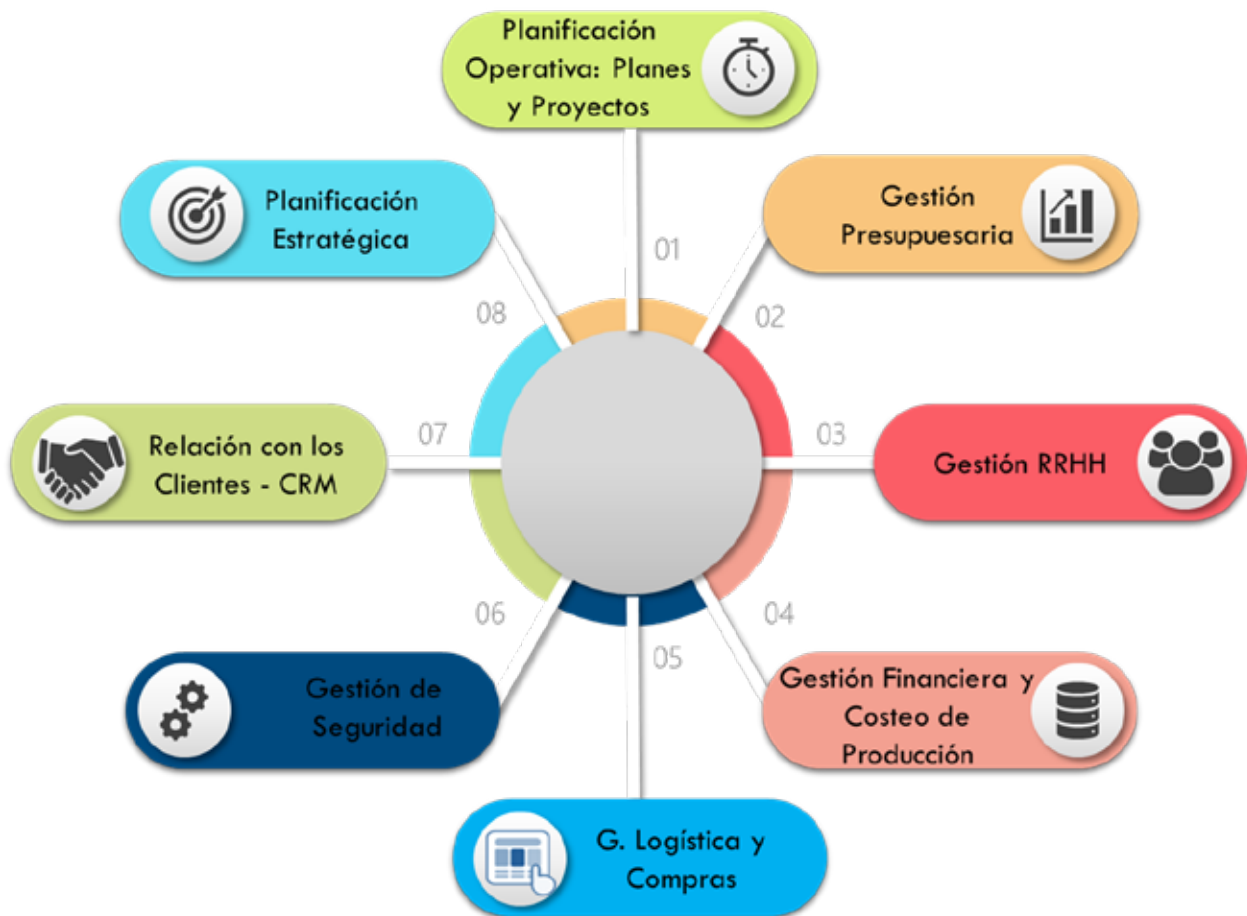 Planificación
Operativa: Planes
y Proyectos
01
Gestión
Presupuesaria
02
Gestión RRHH
03
Gestión Financiera y
Costeo de
Producción
04
G. Logística y
Compras
05
Gestión de
Seguridad
06
Relación con los
Clientes - CRM
07
Planificación
Estratégica
08